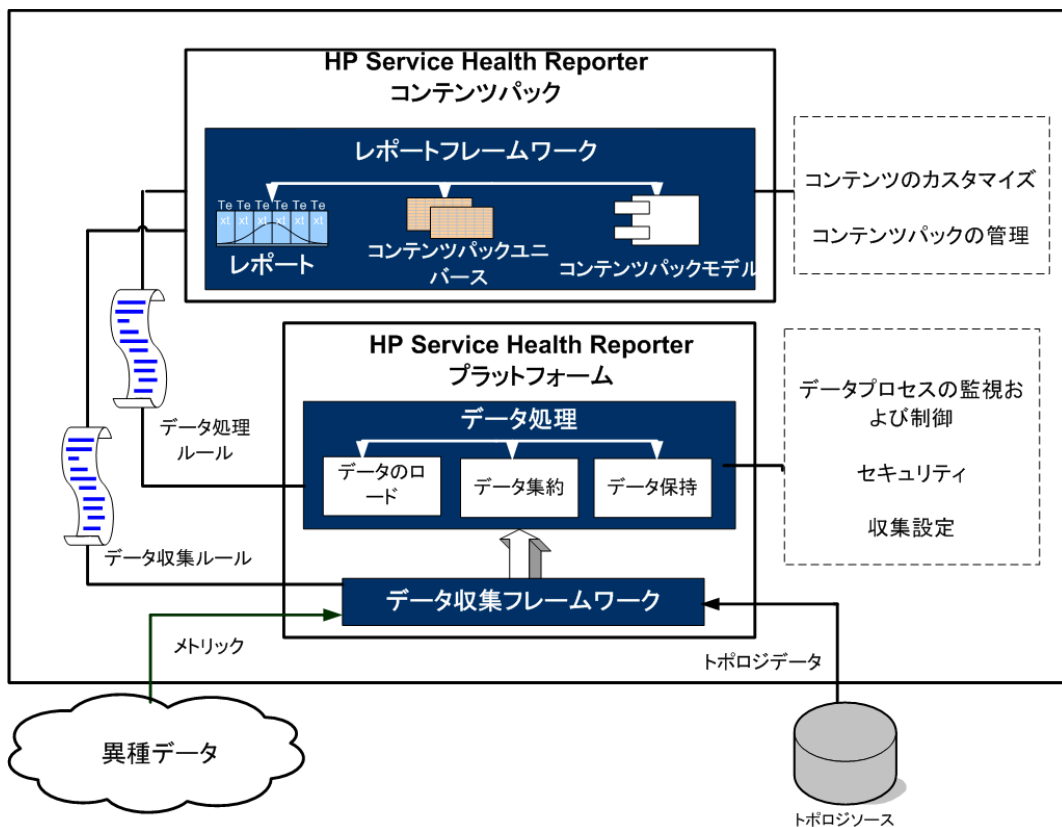 HP Service Health Reporter
コンテンツパック
レポートフレームワーク
Te Te Te Te Te Te
xt xt xt xt xt xt
レポート
コンテンツパックユニ
バース
コンテンツパックモデル
コンテンツのカスタマイズ
コンテンツパックの管理
HP Service Health Reporter
プラットフォーム
データ処理
データのロ
ード
データ集約
データ保持
データプロセスの監視お
よび制御
セキュリティ
収集設定
データ処理
ルール
データ収集ルール
データ収集フレームワーク
メトリック
トポロジデータ
異種データ
トポロジソース